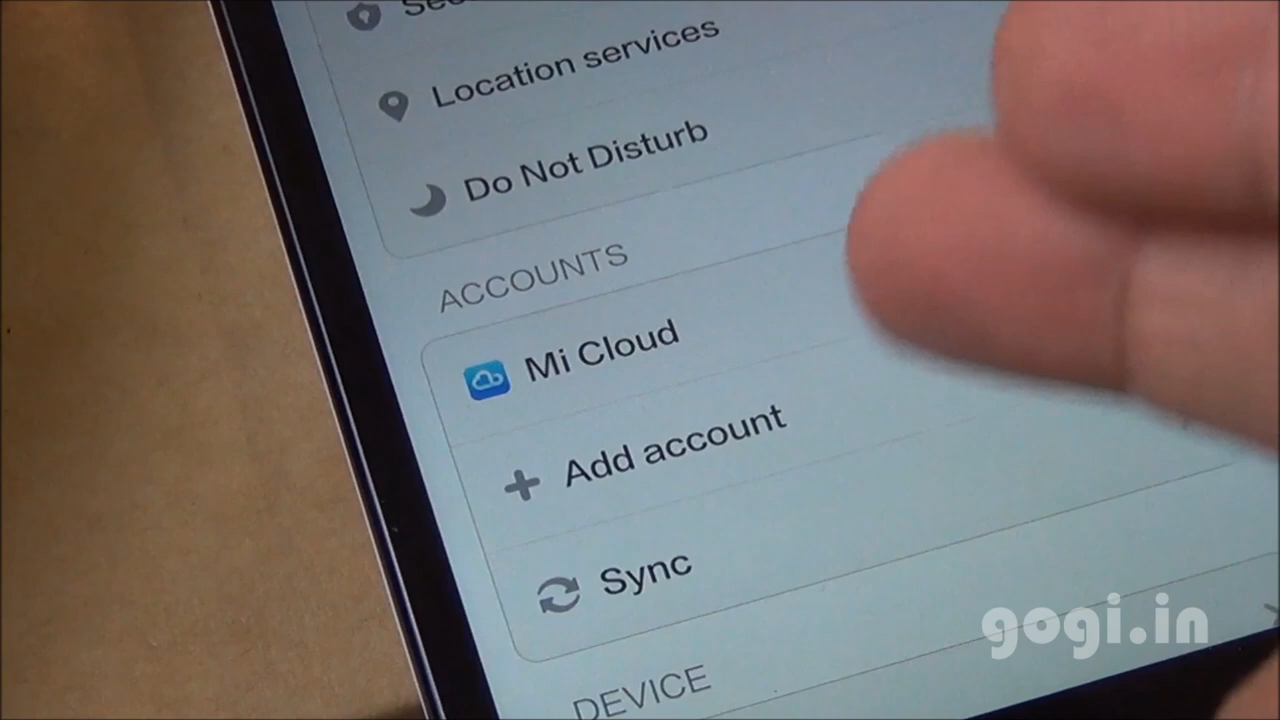 Location services
Do Not Disturb
ACCOUNTS
Mi Cloud
Add account
Sync
DEVICE
gogi.in